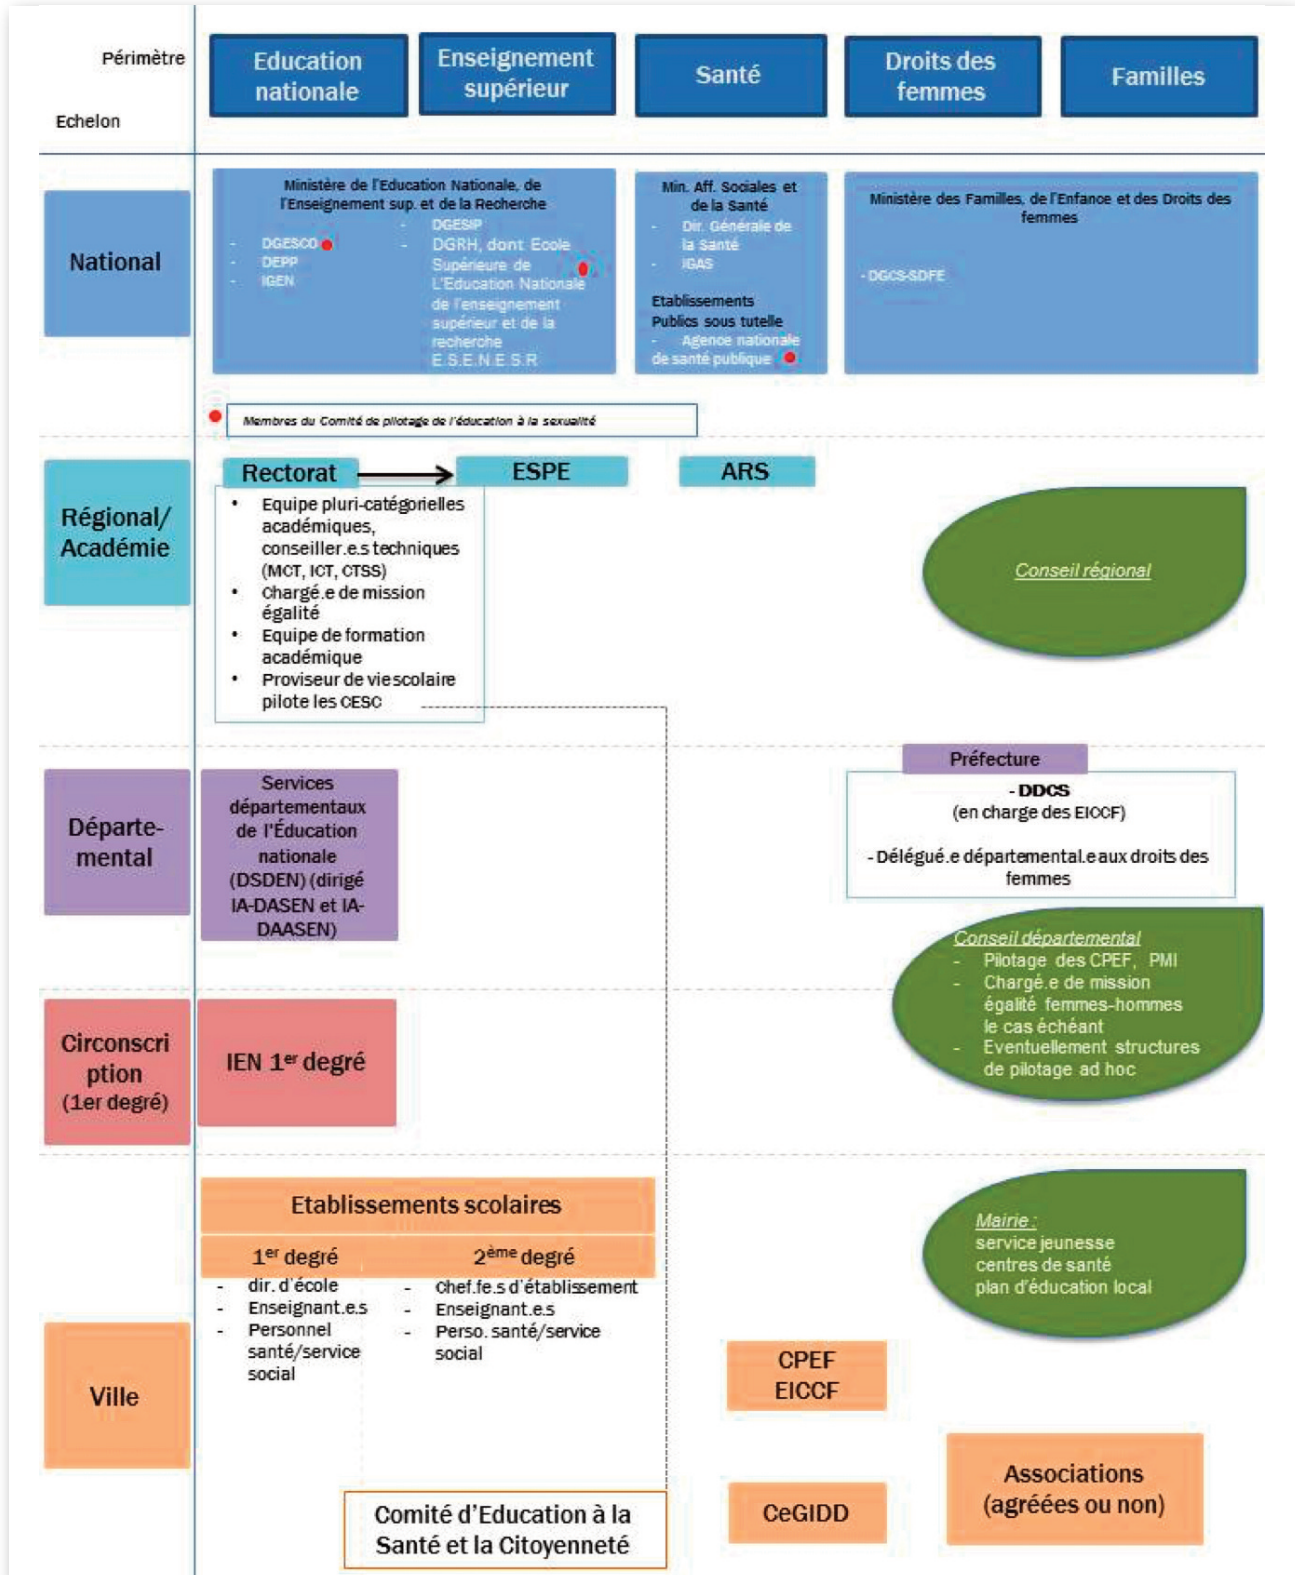 Périmètre
Echelon
Education
nationale
Enseignement
supérieur
Santé
Droits des
femmes
Familles
National
Ministère de l'Education Nationale, de
l'Enseignement sup. et de la Recherche
- DGESCO
- DEPP
- IGEN
- DGESIP
- DGRH, dont Ecole
Supérieure de
L'Education Nationale
de l'enseignement
supérieur et de la
recherche
E.S.E.N.E.S.R
Min. Aff. Sociales et
de la Santé
- Dir. Générale de
la Santé
- IGAS
Etablissements
Publics sous tutelle
- Agence nationale
de santé publique
Ministère des Familles, de l'Enfance et des Droits des
femmes
- DGCS-SDFE
Membres du Comité de pilotage de l'éducation à la sexualité
Régional/
Académie
Rectorat
ESPE
ARS
• Equipe pluri-catégorielles
académiques,
conseiller.e.s techniques
(MCT, ICT, CTSS)
• Chargé.e de mission
égalité
• Equipe de formation
académique
• Proviseur de vie scolaire
pilote les CESC
Conseil régional
Départe-
mental
Services
départementaux
de l'Éducation
nationale
(DSDEN) (dirigé
IA-DASEN et IA-
DAASEN)
Préfecture
- DDCS
(en charge des EICCF)
- Délégué.e départemental.e aux droits des
femmes
Conseil départemental
- Pilotage des CPEF, PMI
- Chargé.e de mission
égalité femmes-hommes
le cas échéant
- Eventuellement structures
de pilotage ad hoc
Circonscri
ption
(1er degré)
IEN 1er degré
Ville
Etablissements scolaires
1er degré
2ème degré
- dir. d'école
- Enseignant.e.s
- Personnel
santé/service
social
- Chef.fe.s d'établissement
- Enseignant.e.s
- Perso. santé/service
social
Mairie :
service jeunesse
centres de santé
plan d'éducation local
CPEF
EICCF
CeGIDD
Associations
(agréées ou non)
Comité d'Education à la
Santé et la Citoyenneté